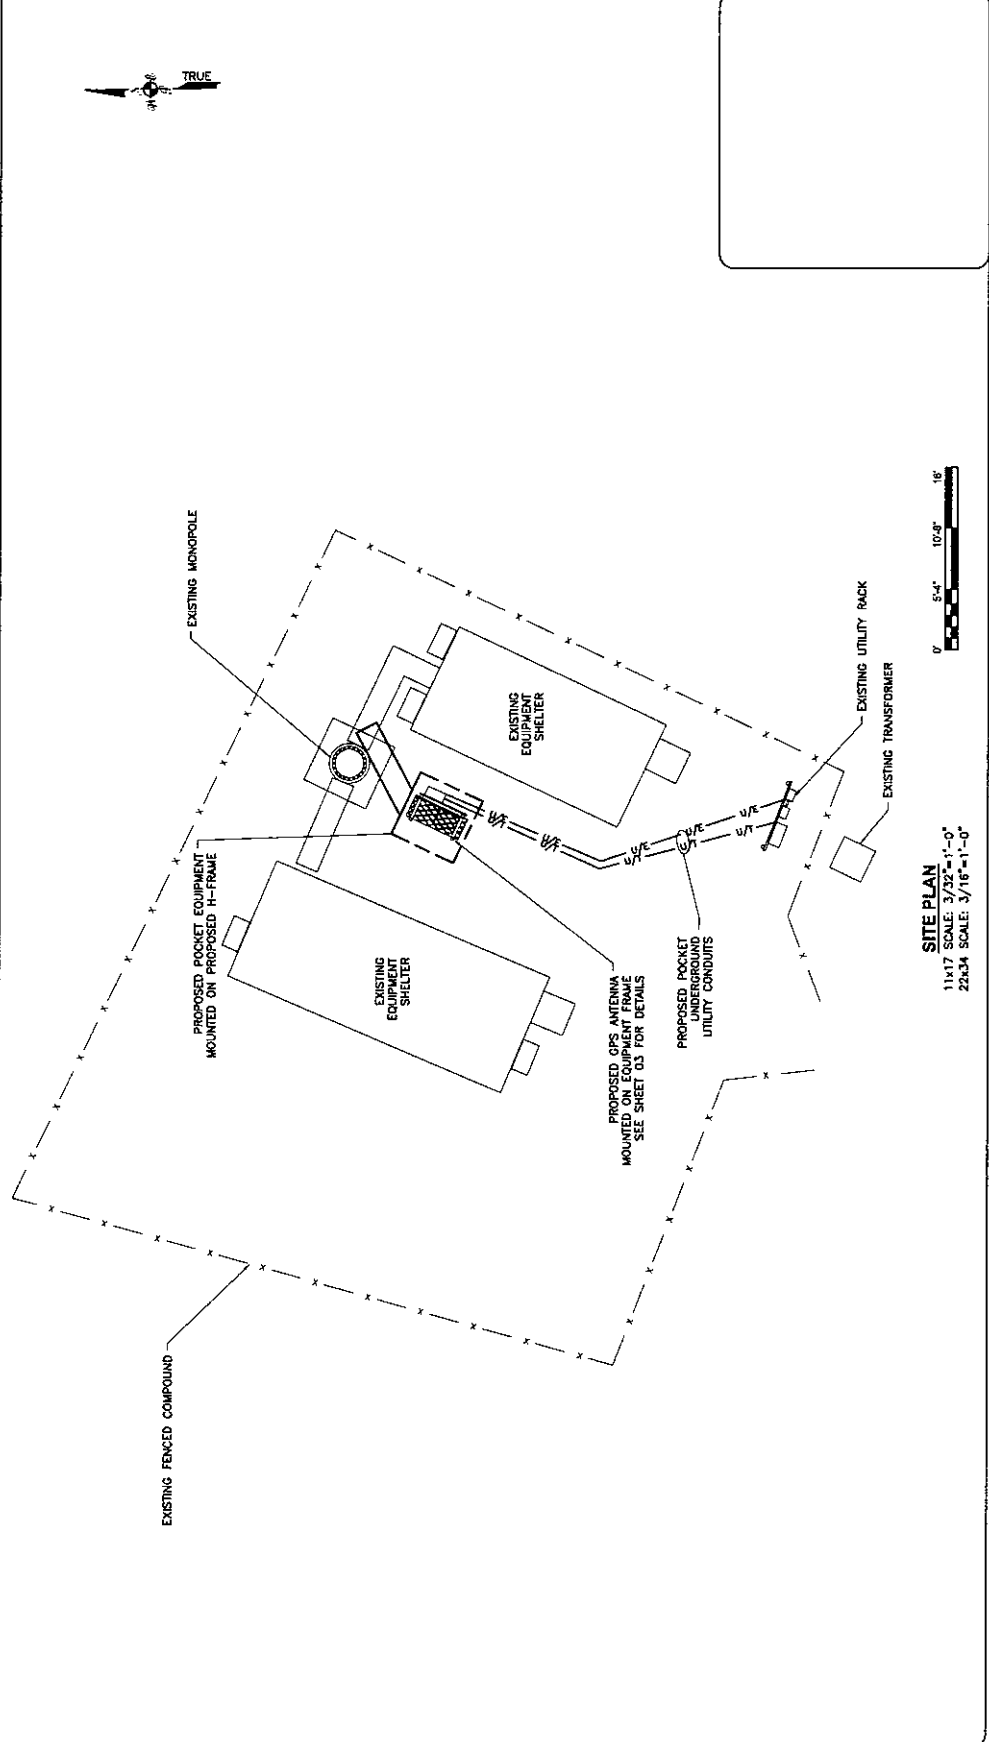 TRUE
EXISTING MONOPOLE
PROPOSED POCKET EQUIPMENT
MOUNTED ON PROPOSED H-FRAME
EXISTING
EQUIPMENT
SHELTER
EXISTING
EQUIPMENT
SHELTER
PROPOSED GPS ANTENNA
MOUNTED ON EQUIPMENT FRAME
SEE SHEET 03 FOR DETAILS
PROPOSED POCKET
UNDERGROUND
UTILITY CONDUITS
U/E
U/T
U/E
U/T
U/E
U/T
EXISTING UTILITY RACK
EXISTING TRANSFORMER
EXISTING FENCED COMPOUND
0' 5'-4" 10'-8" 16'
SITE PLAN
11x17 SCALE: 3/32"=1'-0"
22x34 SCALE: 3/16"=1'-0"